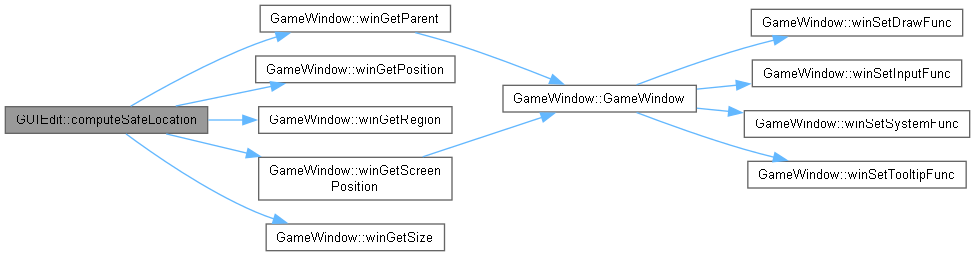 GUIEdit::computeSafeLocation
GameWindow::winGetParent
GameWindow::winGetPosition
GameWindow::winGetRegion
GameWindow::winGetScreen
Position
GameWindow::winGetSize
GameWindow::GameWindow
GameWindow::winSetDrawFunc
GameWindow::winSetInputFunc
GameWindow::winSetSystemFunc
GameWindow::winSetTooltipFunc